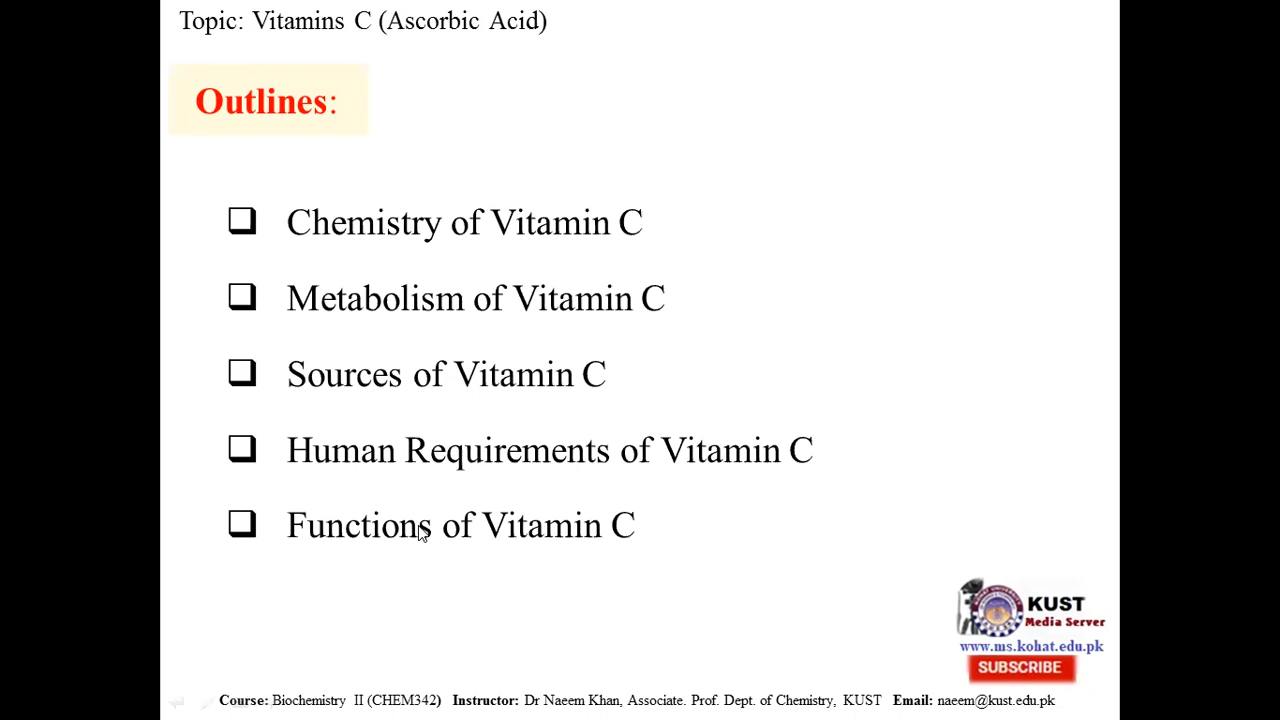 Topic: Vitamins C (Ascorbic Acid)
Outlines:
❑ Chemistry of Vitamin C
❑ Metabolism of Vitamin C
❑ Sources of Vitamin C
❑ Human Requirements of Vitamin C
❑ Functions of Vitamin C
KUST
Media Server
www.ms.kohat.edu.pk
SUBSCRIBE
Course: Biochemistry II (CHEM342) Instructor: Dr Naeem Khan, Associate. Prof. Dept. of Chemistry, KUST Email: naeem@kust.edu.pk